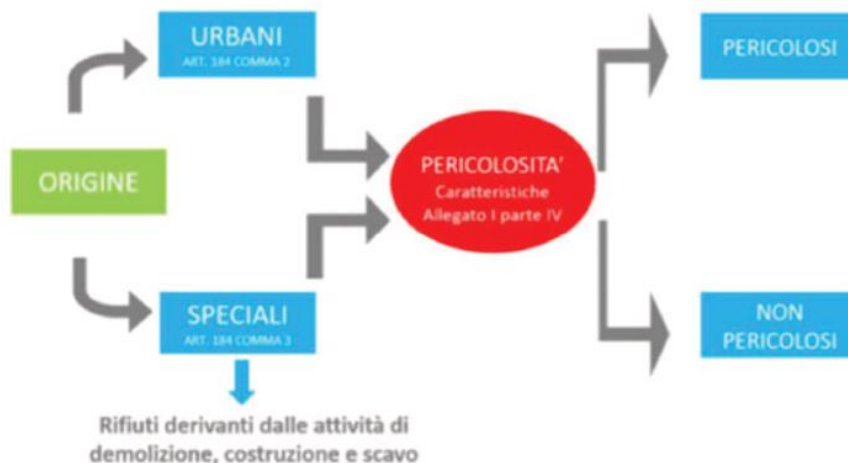 URBANI
ART. 184 COMMA 2
PERICOLOSI
ORIGINE
PERICOLOSITA'
Caratteristiche
Allegato I parte IV
SPECIALI
ART. 184 COMMA 3
NON
PERICOLOSI
Rifiuti derivanti dalle attività di
demolizione, costruzione e scavo